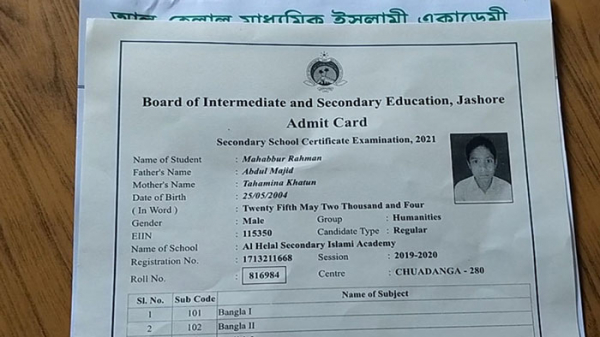 আল হেলাল মাধ্যমিক ইসলামী একাডেমী
Board of Intermediate and Secondary Education, Jashore
Admit Card
Secondary School Certificate Examination, 2021
Name of Student : Mahabbur Rahman
Father's Name : Abdul Majid
Mother's Name : Tahamina Khatun
Date of Birth : 25/05/2004
( In Word ) : Twenty Fifth May Two Thousand and Four
Gender : Male Group : Humanities
EIIN : 115350 Candidate Type : Regular
Name of School : Al Helal Secondary Islami Academy
Registration No. : 1713211668 Session : 2019-2020
Roll No. : 816984 Centre : CHUADANGA - 280
Sl. No. Sub Code Name of Subject
1 101 Bangla I
2 102 Bangla II